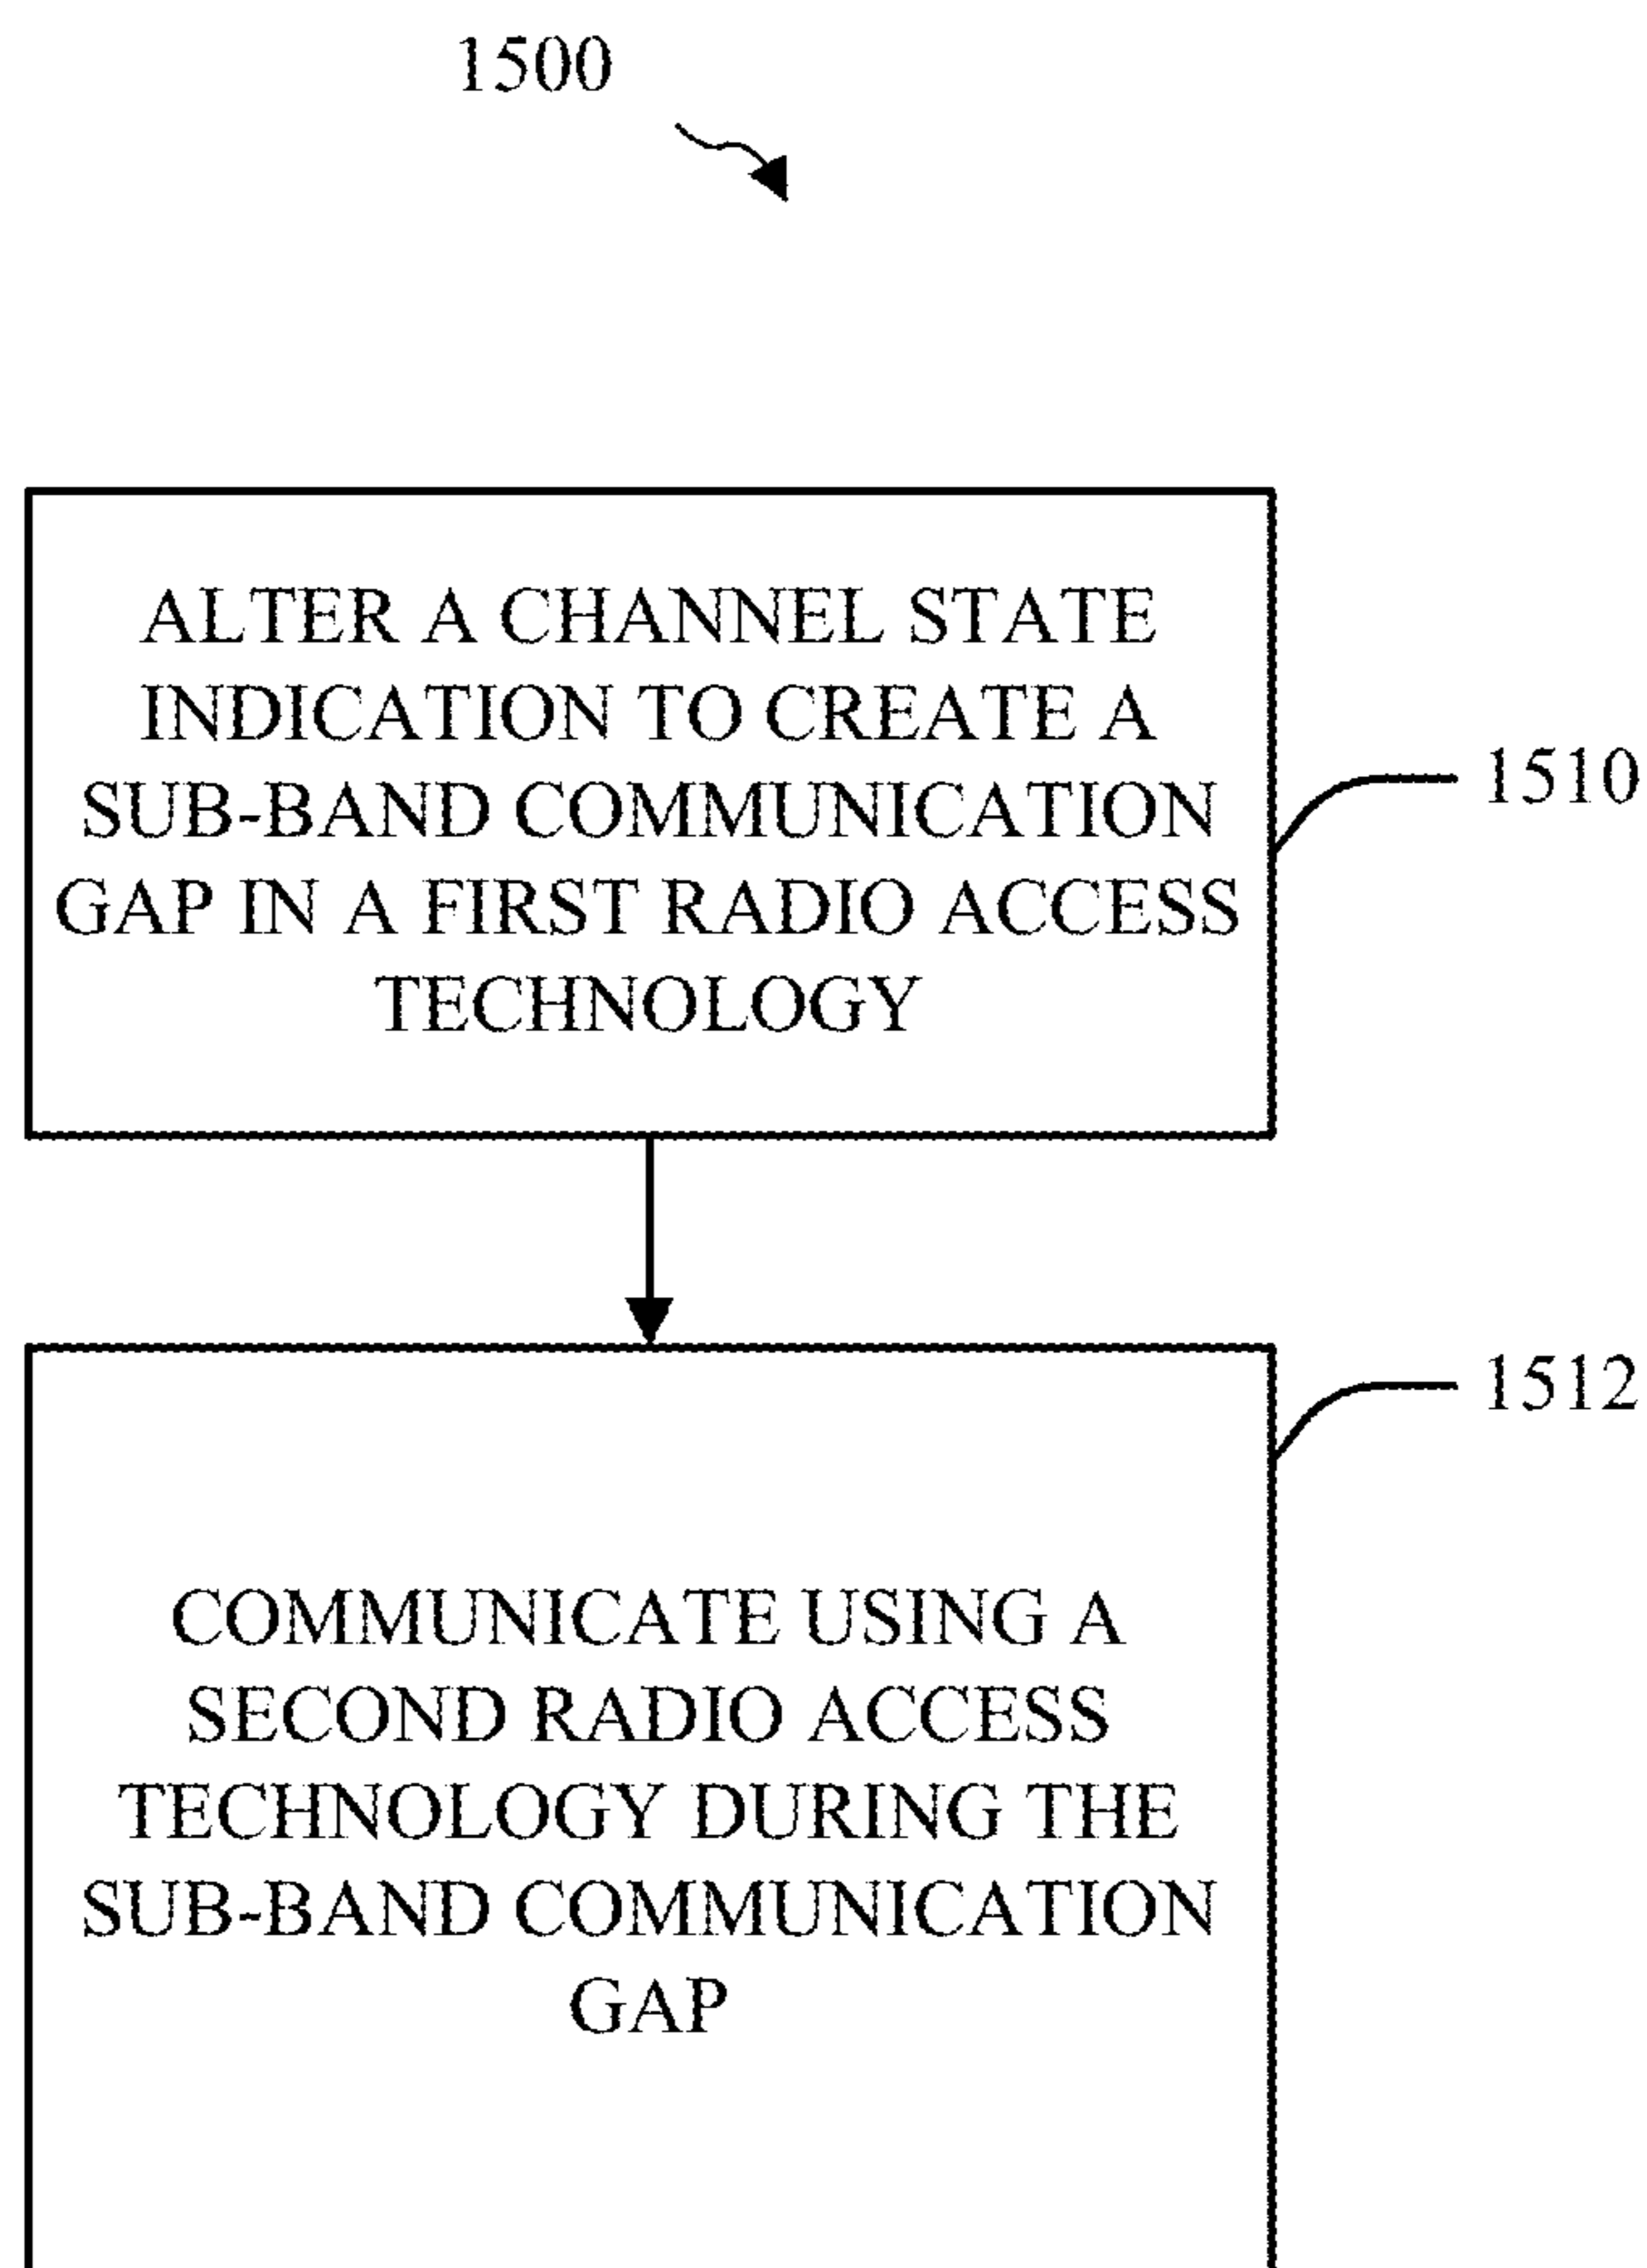 1500
ALTER A CHANNEL STATE
INDICATION TO CREATE A
SUB-BAND COMMUNICATION
GAP IN A FIRST RADIO ACCESS
TECHNOLOGY
1510
COMMUNICATE USING A
SECOND RADIO ACCESS
TECHNOLOGY DURING THE
SUB-BAND COMMUNICATION
GAP
1512